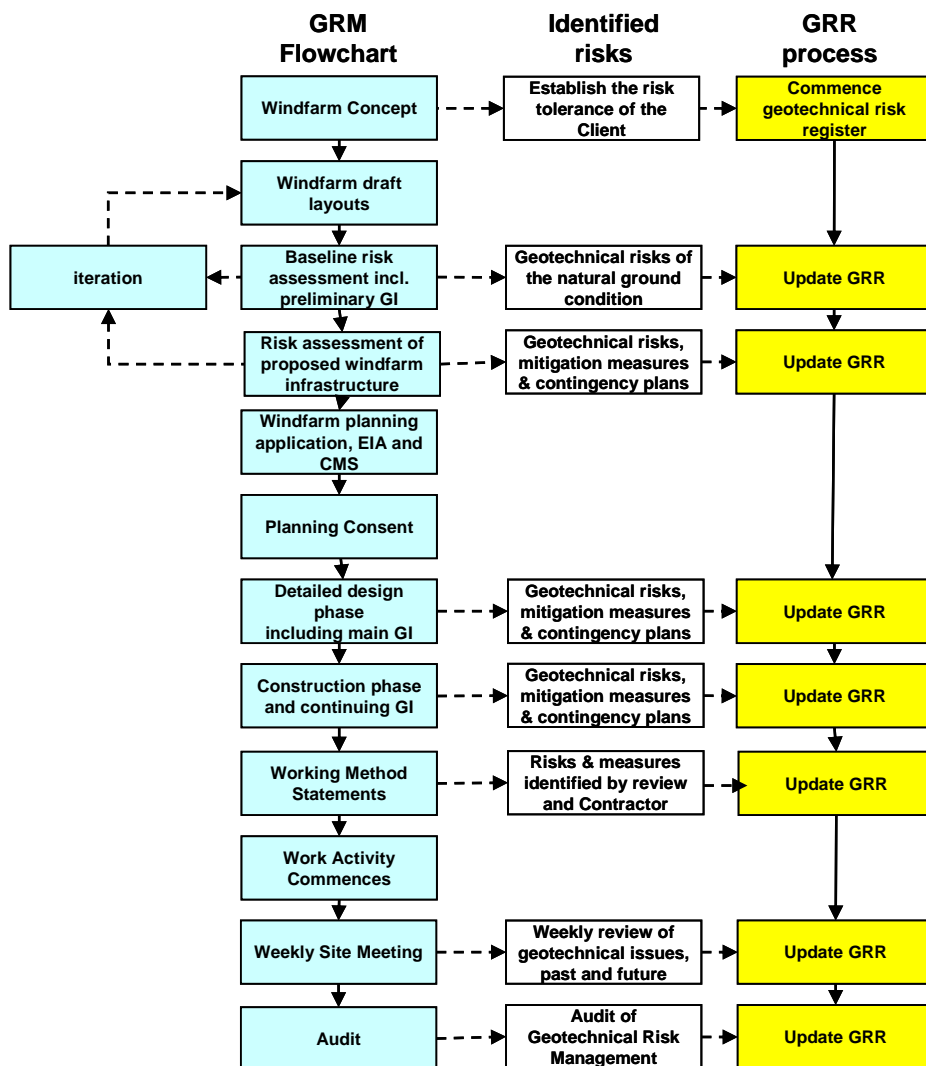 GRM
Flowchart
Identified
risks
GRR
process
Windfarm Concept
Establish the risk
tolerance of the
Client
Commence
geotechnical risk
register
Windfarm draft
layouts
iteration
Baseline risk
assessment incl.
preliminary GI
Geotechnical risks of
the natural ground
condition
Update GRR
Risk assessment of
proposed windfarm
infrastructure
Geotechnical risks,
mitigation measures
& contingency plans
Update GRR
Windfarm planning
application, EIA and
CMS
Planning Consent
Detailed design
phase
including main GI
Geotechnical risks,
mitigation measures
& contingency plans
Update GRR
Construction phase
and continuing GI
Geotechnical risks,
mitigation measures
& contingency plans
Update GRR
Working Method
Statements
Risks & measures
identified by review
and Contractor
Update GRR
Work Activity
Commences
Weekly Site Meeting
Weekly review of
geotechnical issues,
past and future
Update GRR
Audit
Audit of
Geotechnical Risk
Management
Update GRR